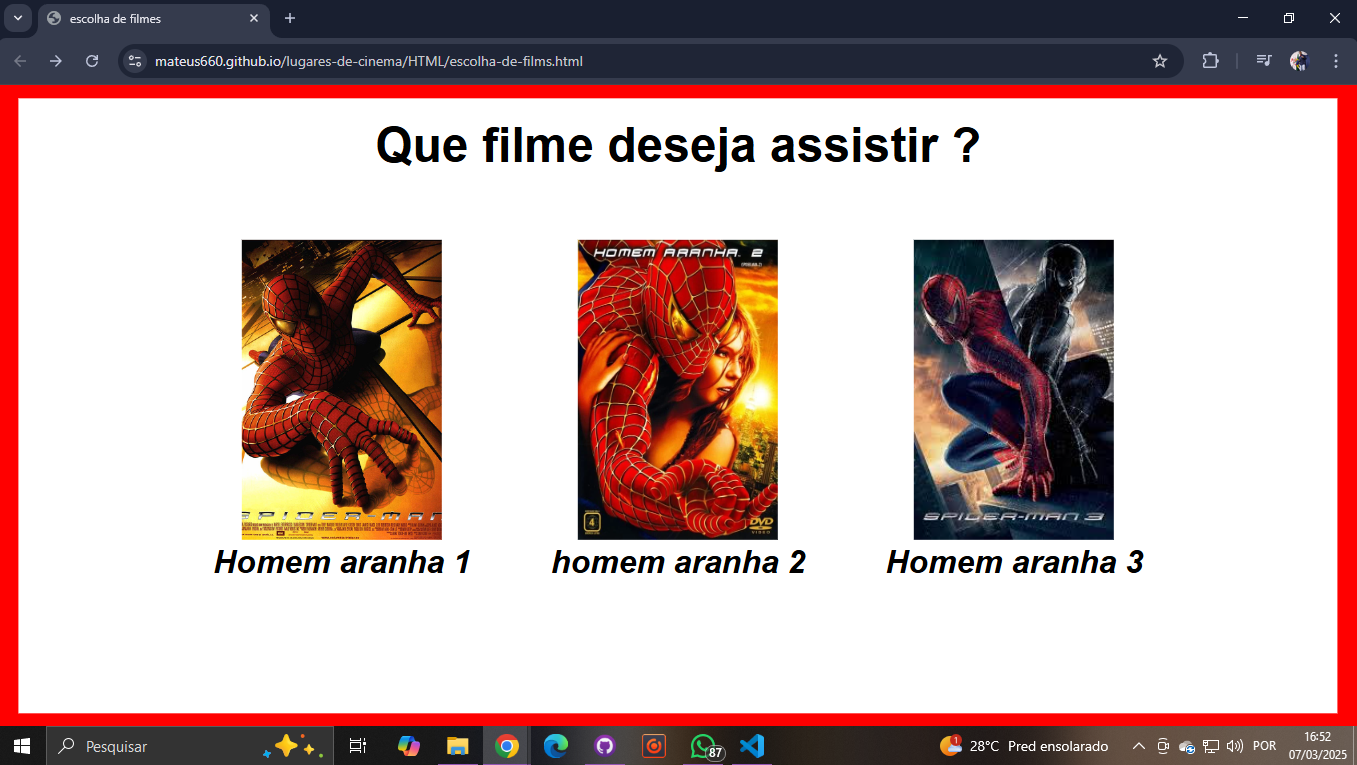 escolha de filmes
mateus660.github.io/lugares-de-cinema/HTML/escolha-de-films.html
Que filme deseja assistir ?
SPIDER-MAN
HOMEM ARANHA 2
4
DVD
VIDEO
SPIDER-MAN 3
Homem aranha 1
homem aranha 2
Homem aranha 3
Pesquisar
87
1
28°C Pred ensolarado
POR
16:52
07/03/2025